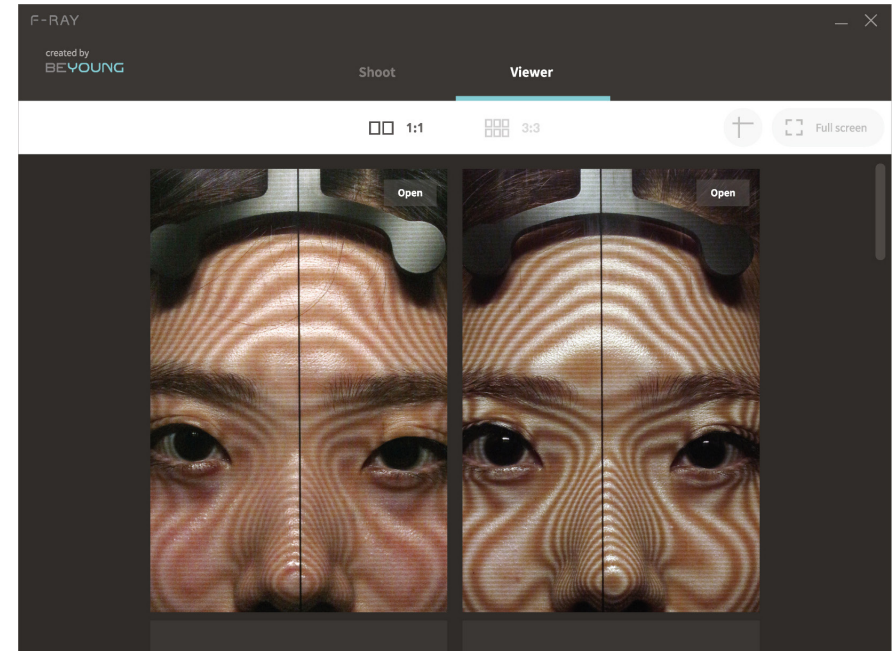 F-RAY
created by
BEYOUNG
Shoot
Viewer
1:1
3:3
Full screen
Open
Open